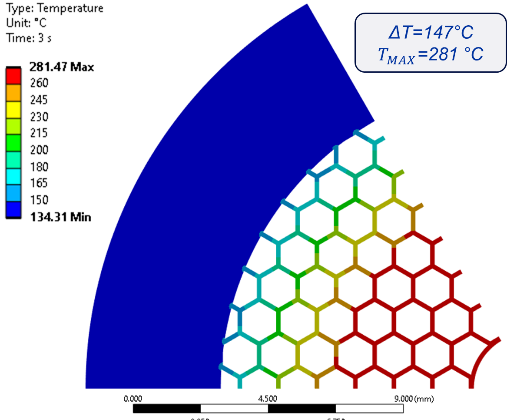 Type: Temperature
Unit: °C
Time: 3 s
281.47 Max
260
245
230
215
200
180
165
150
134.31 Min
ΔT=147°C
T_MAX=281 °C
0.000
4.500
9.000 (mm)